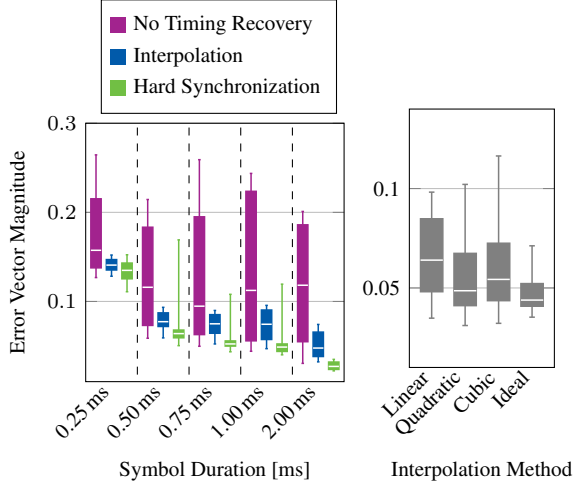 No Timing Recovery
Interpolation
Hard Synchronization
Error Vector Magnitude
0.3
0.2
0.1
0.25 ms
0.50 ms
0.75 ms
1.00 ms
2.00 ms
Symbol Duration [ms]
0.1
0.05
Linear
Quadratic
Cubic
Ideal
Interpolation Method